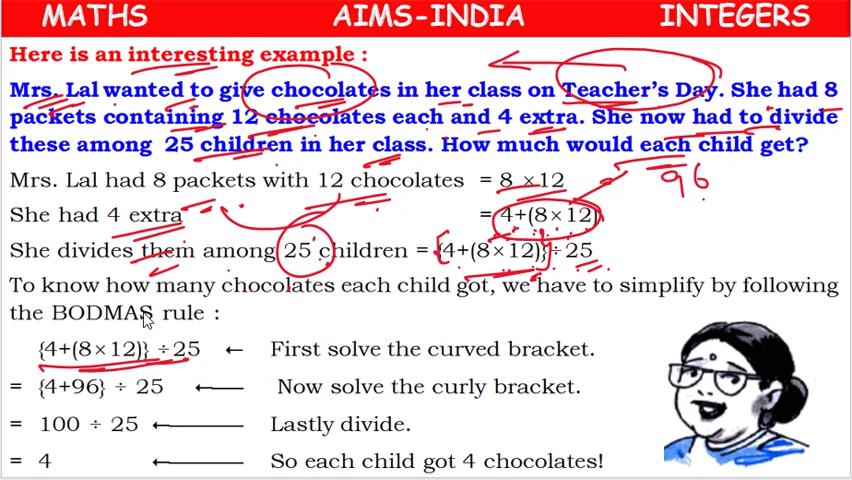 MATHS AIMS-INDIA INTEGERS
Here is an interesting example :
Mrs. Lal wanted to give chocolates in her class on Teacher's Day. She had 8
packets containing 12 chocolates each and 4 extra. She now had to divide
these among 25 children in her class. How much would each child get?
Mrs. Lal had 8 packets with 12 chocolates = 8 ×12
96
She had 4 extra = 4+(8×12)
She divides them among 25 children = {4+(8×12)}÷25
To know how many chocolates each child got, we have to simplify by following
the BODMAS rule :
{4+(8×12)} ÷25 ← First solve the curved bracket.
= {4+96} ÷ 25 ← Now solve the curly bracket.
= 100 ÷ 25 ← Lastly divide.
= 4 ← So each child got 4 chocolates!